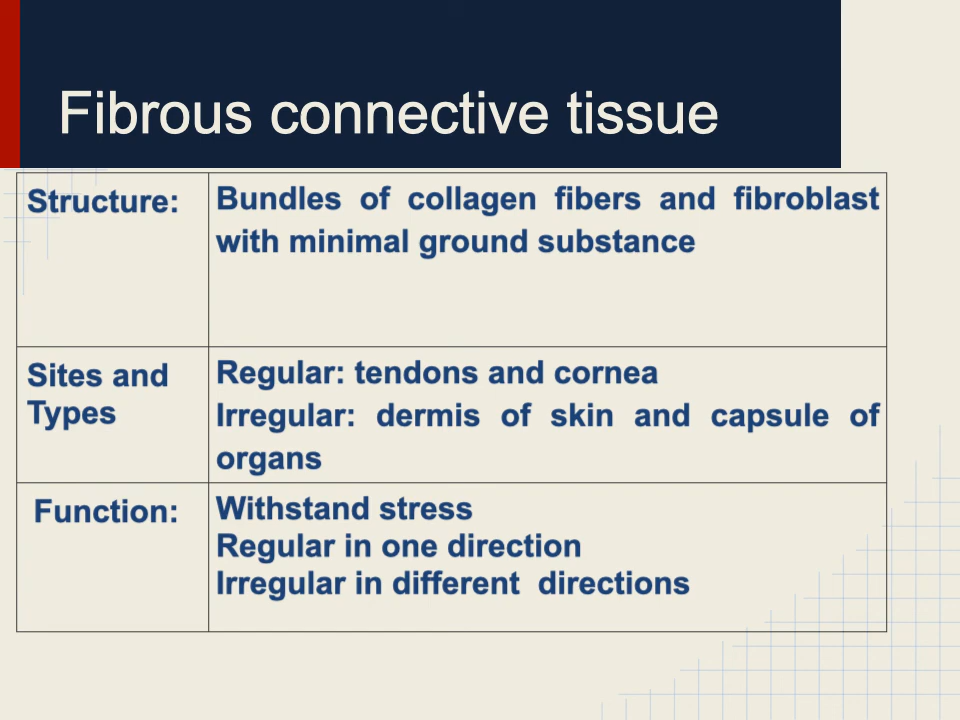 Fibrous connective tissue
Structure:
Bundles of collagen fibers and fibroblast
with minimal ground substance
Sites and
Types
Regular: tendons and cornea
Irregular: dermis of skin and capsule of
organs
Function:
Withstand stress
Regular in one direction
Irregular in different directions